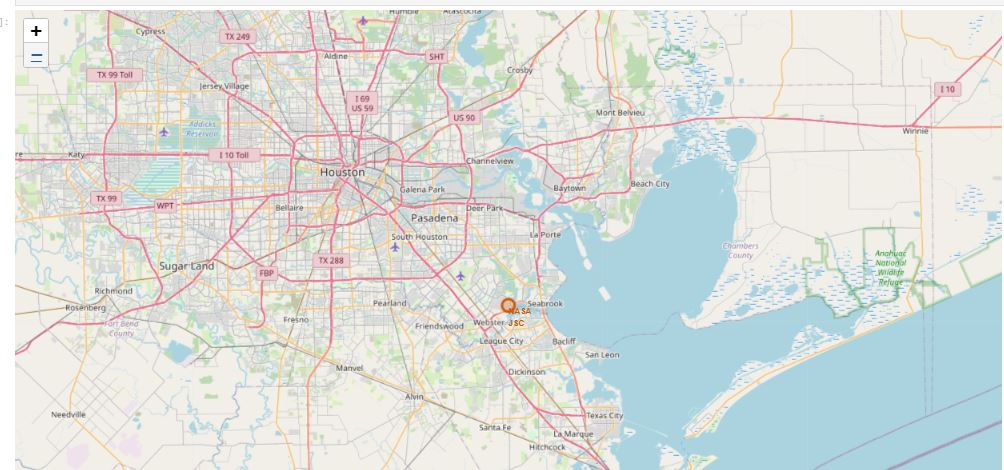 ]:
+
−
Cypress
TX 249
Humble
Atascocita
Aldine
SHT
Crosby
TX 99 Toll
Jersey Village
I 69
US 59
US 90
Mont Belvieu
I 10
Addicks
Reservoir
Winnie
Katy
I 10 Toll
Houston
Channelview
Galena Park
Baytown
Beach City
TX 99
WPT
Bellaire
Pasadena
Deer Park
South Houston
La Porte
Chambers
County
Anahuac
National
Wildlife
Refuge
Sugar Land
FBP
TX 288
Richmond
Rosenberg
Fort Bend
County
Fresno
Pearland
Friendswood
Webster
NASA
JSC
Seabrook
League City
Bacliff
San Leon
Manvel
Dickinson
Alvin
Needville
Santa Fe
Texas City
La Marque
Hitchcock